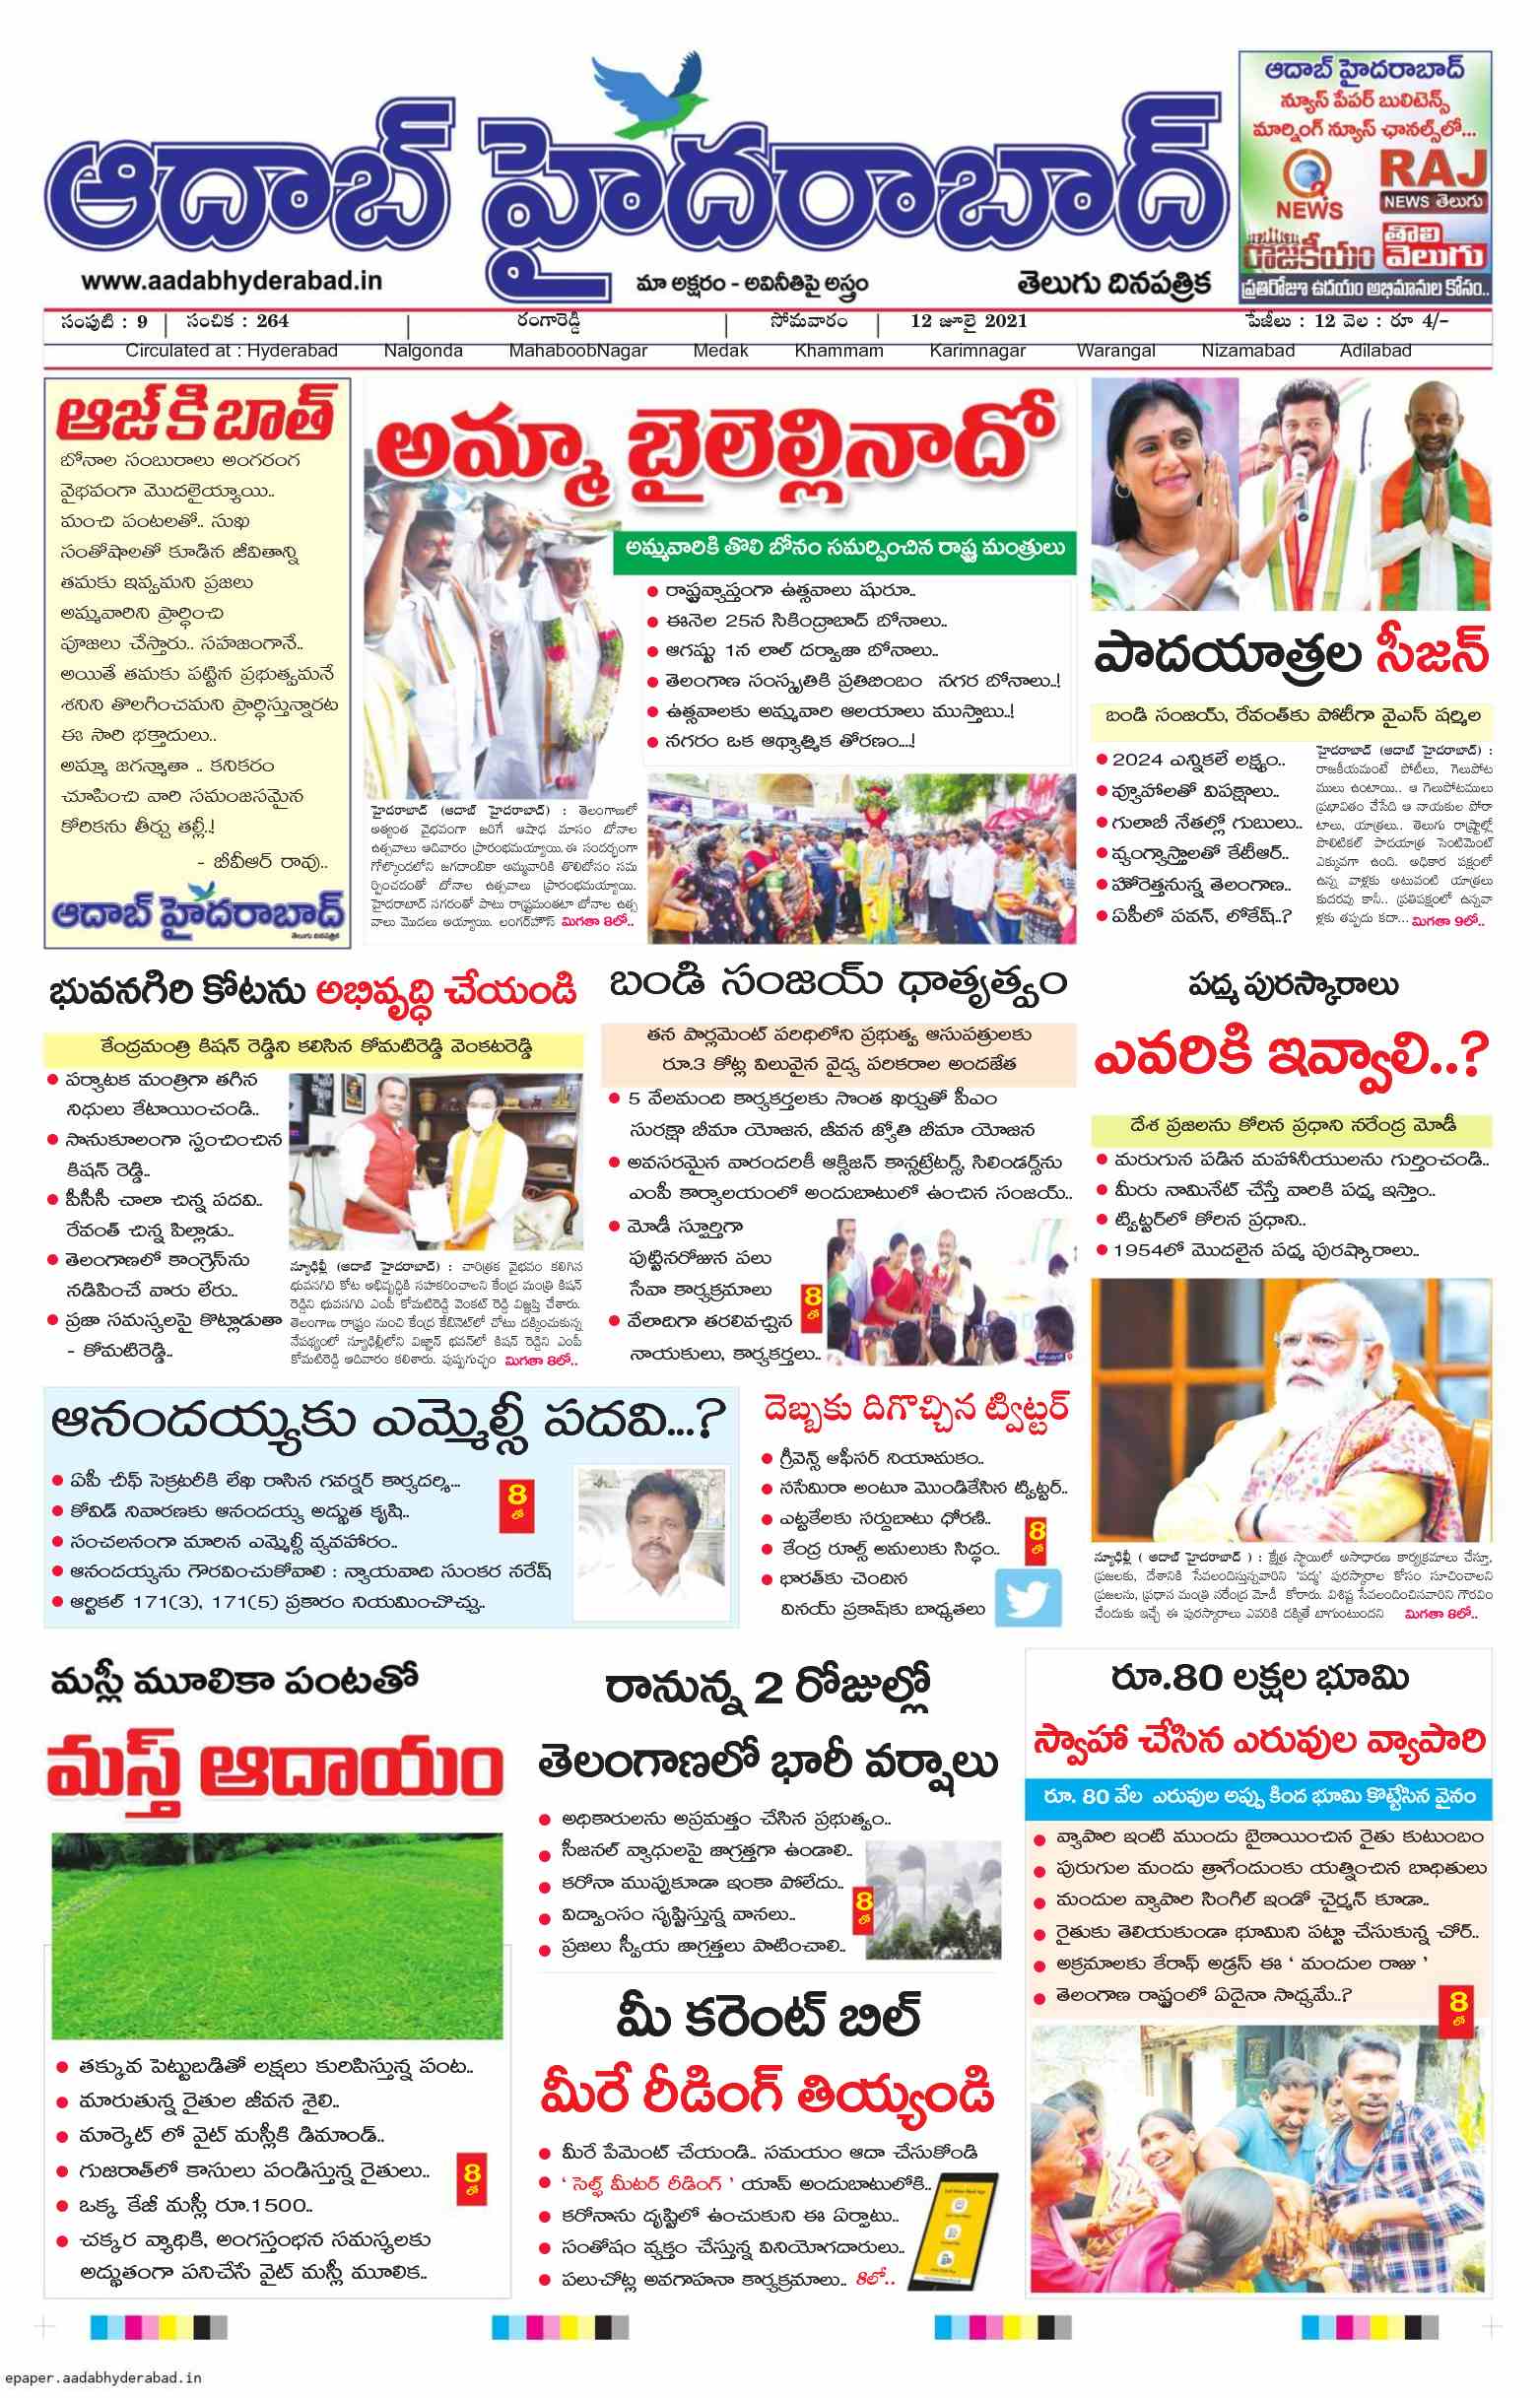 ఆదాబ్ హైదరాబాద్
www.aadabhyderabad.in
మా అక్షరం - అవినీతిపై అస్త్రం
తెలుగు దినపత్రిక
ఆదాబ్ హైదరాబాద్
న్యూస్ పేపర్ బులిటెన్స్
మార్నింగ్ న్యూస్ ఛానల్స్‌లో...
Q NEWS
RAJ
NEWS తెలుగు
రాజకీయం
తొలి
వెలుగు
ప్రతిరోజూ ఉదయం అభిమానుల కోసం..
సంపుటి : 9 | సంచిక : 264 | రంగారెడ్డి | సోమవారం | 12 జూలై 2021 పేజీలు : 12 వెల : రూ 4/-
Circulated at : Hyderabad Nalgonda MahaboobNagar Medak Khammam Karimnagar Warangal Nizamabad Adilabad
ఆజ్ కి బాత్
బోనాల సంబురాలు అంగరంగ
వైభవంగా మొదలైయ్యాయి..
మంచి పంటలతో.. సుఖ
సంతోషాలతో కూడిన జీవితాన్ని
తమకు ఇవ్వమని ప్రజలు
అమ్మవారిని ప్రార్థించి
పూజలు చేస్తారు.. సహజంగానే..
అయితే తమకు పట్టిన ప్రభుత్వమనే
శనిని తొలగించమని ప్రార్థిస్తున్నారట
ఈ సారి భక్తాదులు..
అమ్మా జగన్మాతా .. కనికరం
చూపించి వారి సమంజసమైన
కోరికను తీర్చు తల్లీ.!
- బీవీఆర్ రావు..
ఆదాబ్ హైదరాబాద్
తెలుగు దినపత్రిక
అమ్మా బైలెల్లినాదో
అమ్మవారికి తొలి బోనం సమర్పించిన రాష్ట్ర మంత్రులు
● రాష్ట్రవ్యాప్తంగా ఉత్సవాలు షురూ..
● ఈనెల 25న సికింద్రాబాద్ బోనాలు..
● ఆగష్టు 1న లాల్ దర్వాజా బోనాలు..
● తెలంగాణ సంస్కృతికి ప్రతిబింబం నగర బోనాలు..!
● ఉత్సవాలకు అమ్మవారి ఆలయాలు ముస్తాబు..!
● నగరం ఒక ఆధ్యాత్మిక తోరణం...!
హైదరాబాద్ (ఆదాబ్ హైదరాబాద్) : తెలంగాణలో
అత్యంత వైభవంగా జరిగే ఆషాఢ మాసం బోనాల
ఉత్సవాలు ఆదివారం ప్రారంభమయ్యాయి. ఈ సందర్భంగా
గోల్కొండలోని జగదాంబికా అమ్మవారికి తొలిబోనం సమ
ర్పించడంతో బోనాల ఉత్సవాలు ప్రారంభమయ్యాయి.
హైదరాబాద్ నగరంతో పాటు రాష్ట్రమంతటా బోనాల ఉత్స
వాలు మొదలు అయ్యాయి. లంగర్‌హౌస్ మిగతా 8లో..
పాదయాత్రల సీజన్
బండి సంజయ్, రేవంత్‌కు పోటీగా వైఎస్ షర్మిల
● 2024 ఎన్నికలే లక్ష్యం..
● వ్యూహాలతో విపక్షాలు..
● గులాబీ నేతల్లో గుబులు..
● వ్యంగ్యాస్త్రాలతో కేటీఆర్..
● హోరెత్తనున్న తెలంగాణ..
● ఏపీలో పవన్, లోకేష్..?
హైదరాబాద్ (ఆదాబ్ హైదరాబాద్) :
రాజకీయమంటే పోటీలు, గెలుపోట
ములు ఉంటాయి.. ఆ గెలుపోటములు
ప్రభావితం చేసేది ఆ నాయకుల పోరా
టాలు, యాత్రలు.. తెలుగు రాష్ట్రాల్లో
పొలిటికల్ పాదయాత్ర సెంటిమెంట్
ఎక్కువగా ఉంది. అధికార పక్షంలో
ఉన్న వాళ్లకు అటువంటి యాత్రలు
కుదరవు కానీ.. ప్రతిపక్షంలో ఉన్నవా
ళ్లకు తప్పదు కదా... మిగతా 9లో..
భువనగిరి కోటను అభివృద్ధి చేయండి
కేంద్రమంత్రి కిషన్ రెడ్డిని కలిసిన కోమటిరెడ్డి వెంకటరెడ్డి
● పర్యాటక మంత్రిగా తగిన
నిధులు కేటాయించండి..
● సానుకూలంగా స్పంచించిన
కిషన్ రెడ్డి..
● పీసీసీ చాలా చిన్న పదవి..
రేవంత్ చిన్న పిల్లాడు..
● తెలంగాణలో కాంగ్రెస్‌ను
నడిపించే వారు లేరు..
● ప్రజా సమస్యలపై కొట్లాడుతా
- కోమటిరెడ్డి..
న్యూఢిల్లీ (ఆదాబ్ హైదరాబాద్) : చారిత్రక వైభవం కలిగిన
భువనగిరి కోట అభివృద్ధికి సహకరించాలని కేంద్ర మంత్రి కిషన్
రెడ్డిని భువనగిరి ఎంపీ కోమటిరెడ్డి వెంకట్ రెడ్డి విజ్ఞప్తి చేశారు.
తెలంగాణ రాష్ట్రం నుంచి కేంద్ర కేబినెట్‌లో చోటు దక్కించుకున్న
నేపథ్యంలో న్యూఢిల్లీలోని విజ్ఞాన్ భవన్‌లో కిషన్ రెడ్డిని ఎంపీ
కోమటిరెడ్డి ఆదివారం కలిశారు. పుష్పగుచ్ఛం మిగతా 8లో..
బండి సంజయ్ ధాతృత్వం
తన పార్లమెంట్ పరిధిలోని ప్రభుత్వ ఆసుపత్రులకు
రూ.3 కోట్ల విలువైన వైద్య పరికరాల అందజేత
● 5 వేలమంది కార్యకర్తలకు సొంత ఖర్చుతో పీఎం
సురక్షా బీమా యోజన, జీవన జ్యోతి బీమా యోజన
● అవసరమైన వారందరికీ ఆక్సిజన్ కాన్సట్రేటర్స్, సిలిండర్స్‌ను
ఎంపీ కార్యాలయంలో అందుబాటులో ఉంచిన సంజయ్..
● మోడీ స్ఫూర్తిగా
పుట్టినరోజున పలు
సేవా కార్యక్రమాలు
● వేలాదిగా తరలివచ్చిన
నాయకులు, కార్యకర్తలు..
8లో
పద్మ పురస్కారాలు
ఎవరికి ఇవ్వాలి..?
దేశ ప్రజలను కోరిన ప్రధాని నరేంద్ర మోడీ
● మరుగున పడిన మహనీయులను గుర్తించండి..
● మీరు నామినేట్ చేస్తే వారికి పద్మ ఇస్తాం..
● ట్విట్టర్‌లో కోరిన ప్రధాని..
● 1954లో మొదలైన పద్మ పురష్కారాలు..
న్యూఢిల్లీ ( ఆదాబ్ హైదరాబాద్ ) : క్షేత్ర స్థాయిలో అసాధారణ కార్యక్రమాలు చేస్తూ,
ప్రజలకు, దేశానికి సేవలందిస్తున్నవారిని 'పద్మ' పురస్కారాల కోసం సూచించాలని
ప్రజలను, ప్రధాన మంత్రి నరేంద్ర మోడీ కోరారు. విశిష్ట సేవలందించినవారిని గౌరవిం
చేందుకు ఇచ్చే ఈ పురస్కారాలు ఎవరికి దక్కితే బాగుంటుందని మిగతా 8లో..
ఆనందయ్యకు ఎమ్మెల్సీ పదవి...?
● ఏపీ చీఫ్ సెక్రటరీకి లేఖ రాసిన గవర్నర్ కార్యదర్శి...
● కోవిడ్ నివారణకు ఆనందయ్య అద్భుత కృషి..
● సంచలనంగా మారిన ఎమ్మెల్సీ వ్యవహారం..
● ఆనందయ్యను గౌరవించుకోవాలి : న్యాయవాది సుంకర నరేష్
● ఆర్టికల్ 171(3), 171(5) ప్రకారం నియమించొచ్చు..
8లో
దెబ్బకు దిగొచ్చిన ట్విట్టర్
● గ్రీవెన్స్ ఆఫీసర్ నియామకం..
● ససేమిరా అంటూ మొండికేసిన ట్విట్టర్..
● ఎట్టకేలకు సర్దుబాటు ధోరణి..
● కేంద్ర రూల్స్ అమలుకు సిద్ధం..
● భారత్‌కు చెందిన
వినయ్ ప్రకాష్‌కు బాధ్యతలు
8లో
మస్లీ మూలికా పంటతో
మస్త్ ఆదాయం
● తక్కువ పెట్టుబడితో లక్షలు కురిపిస్తున్న పంట..
● మారుతున్న రైతుల జీవన శైలి..
● మార్కెట్ లో వైట్ మస్లీకి డిమాండ్..
● గుజరాత్‌లో కాసులు పండిస్తున్న రైతులు..
● ఒక్క కేజీ మస్లీ రూ.1500..
● చక్కర వ్యాధికి, అంగస్తంభన సమస్యలకు
అద్భుతంగా పనిచేసే వైట్ మస్లీ మూలిక..
8లో
రానున్న 2 రోజుల్లో
తెలంగాణలో భారీ వర్షాలు
● అధికారులను అప్రమత్తం చేసిన ప్రభుత్వం..
● సీజనల్ వ్యాధులపై జాగ్రత్తగా ఉండాలి..
● కరోనా ముప్పుకూడా ఇంకా పోలేదు..
● విద్వాంసం సృష్టిస్తున్న వానలు..
● ప్రజలు స్వీయ జాగ్రత్తలు పాటించాలి..
8లో
మీ కరెంట్ బిల్
మీరే రీడింగ్ తియ్యండి
● మీరే పేమెంట్ చేయండి.. సమయం ఆదా చేసుకోండి
● ' సెల్ఫ్ మీటర్ రీడింగ్ ' యాప్ అందుబాటులోకి..
● కరోనాను దృష్టిలో ఉంచుకుని ఈ ఏర్పాటు..
● సంతోషం వ్యక్తం చేస్తున్న వినియోగదారులు..
● పలుచోట్ల అవగాహనా కార్యక్రమాలు.. 8లో..
రూ.80 లక్షల భూమి
స్వాహా చేసిన ఎరువుల వ్యాపారి
రూ. 80 వేల ఎరువుల అప్పు కింద భూమి కొట్టేసిన వైనం
● వ్యాపారి ఇంటి ముందు బైఠాయించిన రైతు కుటుంబం
● పురుగుల మందు త్రాగేందుంకు యత్నించిన బాధితులు
● మందుల వ్యాపారి సింగిల్ ఇండో చైర్మన్ కూడా..
● రైతుకు తెలియకుండా భూమిని పట్టా చేసుకున్న చోర్..
● అక్రమాలకు కేరాఫ్ అడ్రస్ ఈ ' మందుల రాజు '
● తెలంగాణ రాష్ట్రంలో ఏదైనా సాధ్యమే..?
8లో
epaper.aadabhyderabad.in